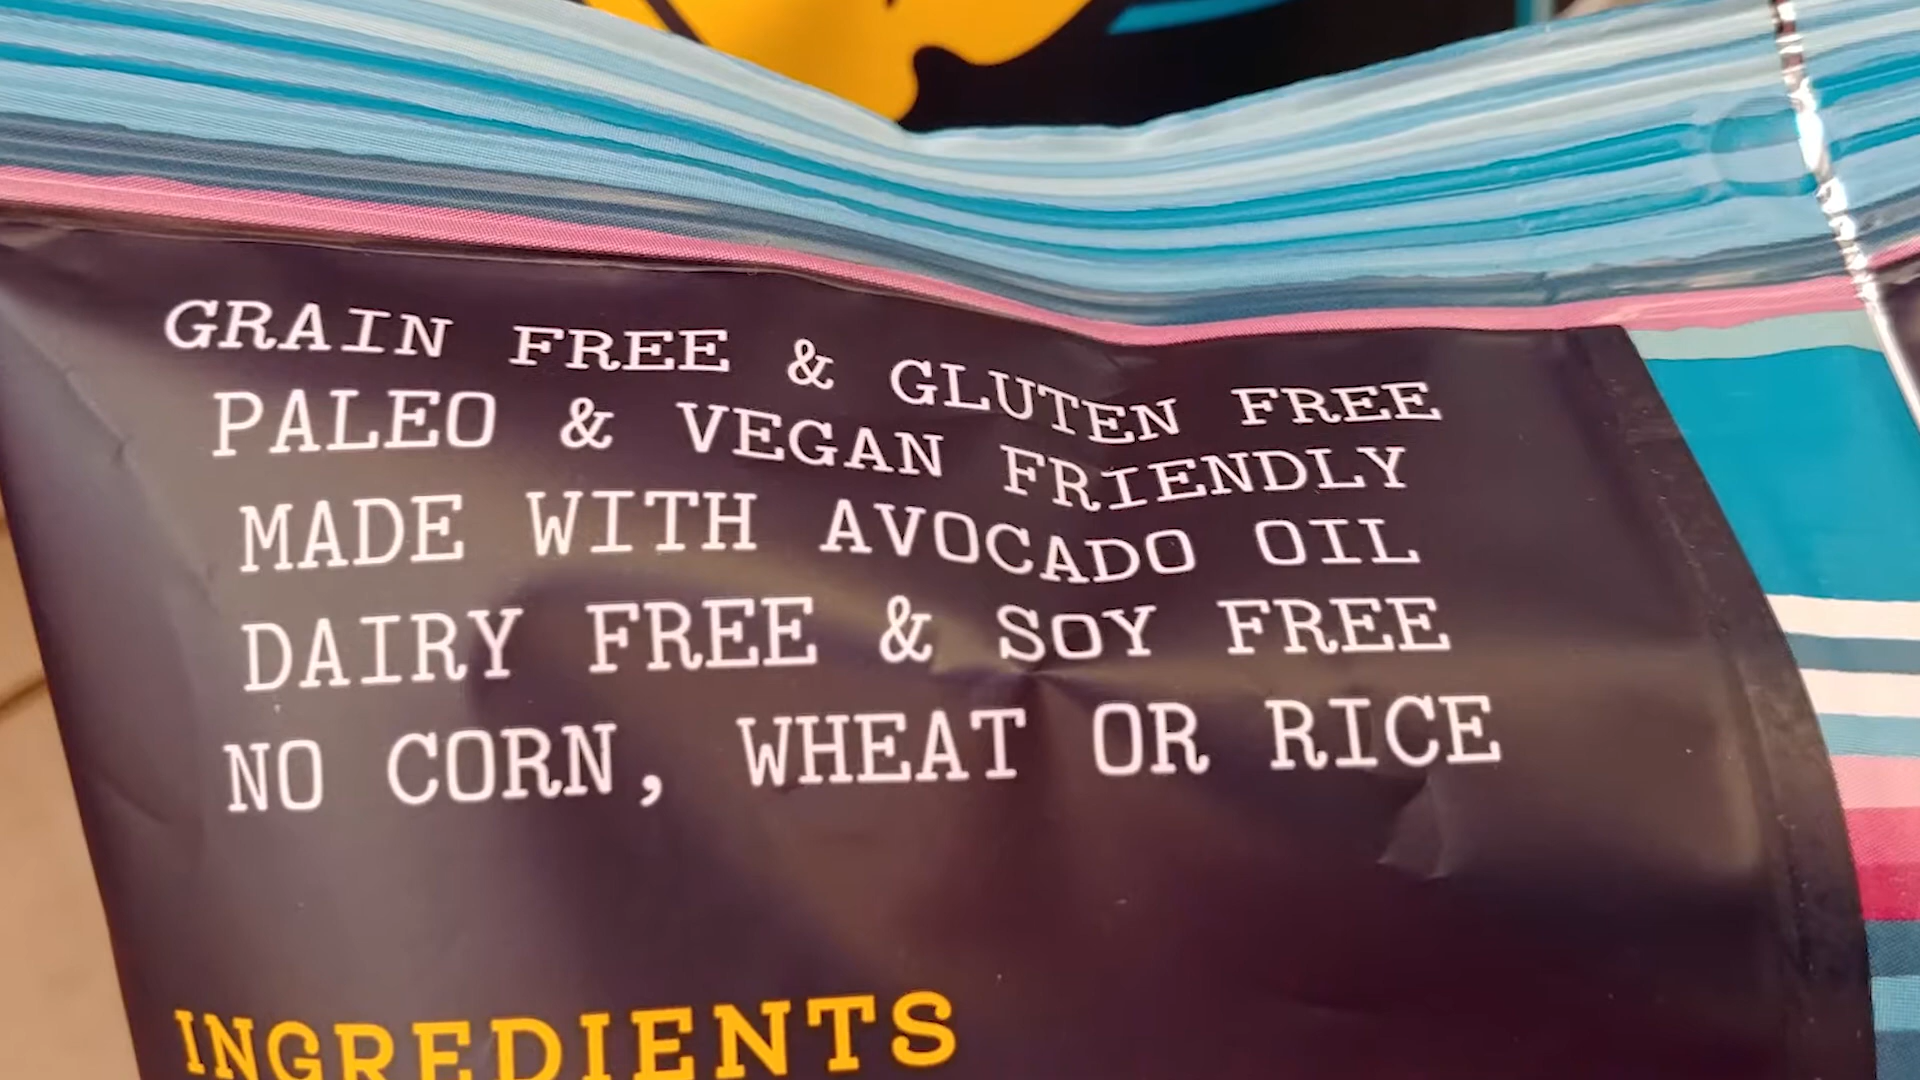 GRAIN FREE & GLUTEN FREE
PALEO & VEGAN FRIENDLY
MADE WITH AVOCADO OIL
DAIRY FREE & SOY FREE
NO CORN, WHEAT OR RICE
INGREDIENTS